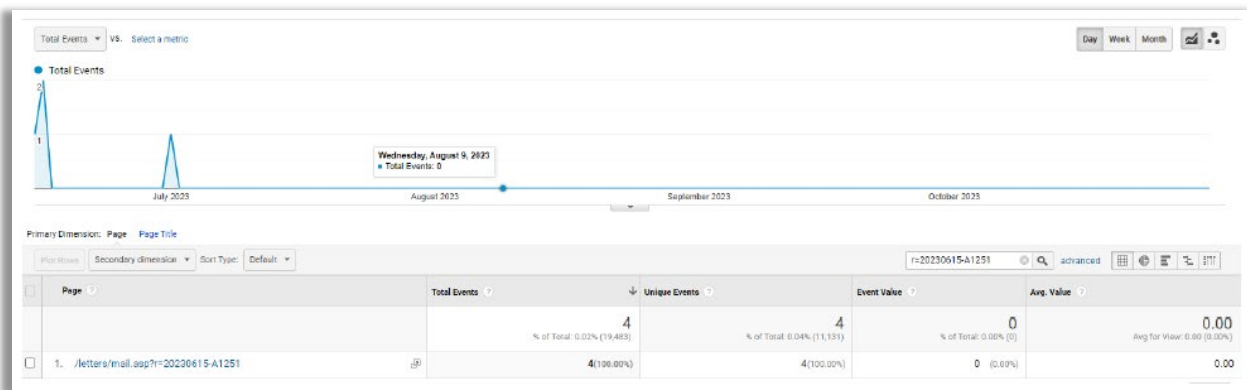 Total Events VS. Select a metric Day Week Month
Total Events
2
1
Wednesday, August 9, 2023
Total Events: 0
July 2023 August 2023 September 2023 October 2023
Primary Dimension: Page Page Title
Plot Rows Secondary dimension Sort Type: Default r=20230615-A1251 advanced
Page ? Total Events ? Unique Events ? Event Value ? Avg. Value ?
4 4 0 0.00
% of Total: 0.02% (19,483) % of Total: 0.04% (11,131) % of Total: 0.00% (0) Avg for View: 0.00 (0.00%)
1. /letters/mail.asp?r=20230615-A1251 4(100.00%) 4(100.00%) 0 (0.00%) 0.00